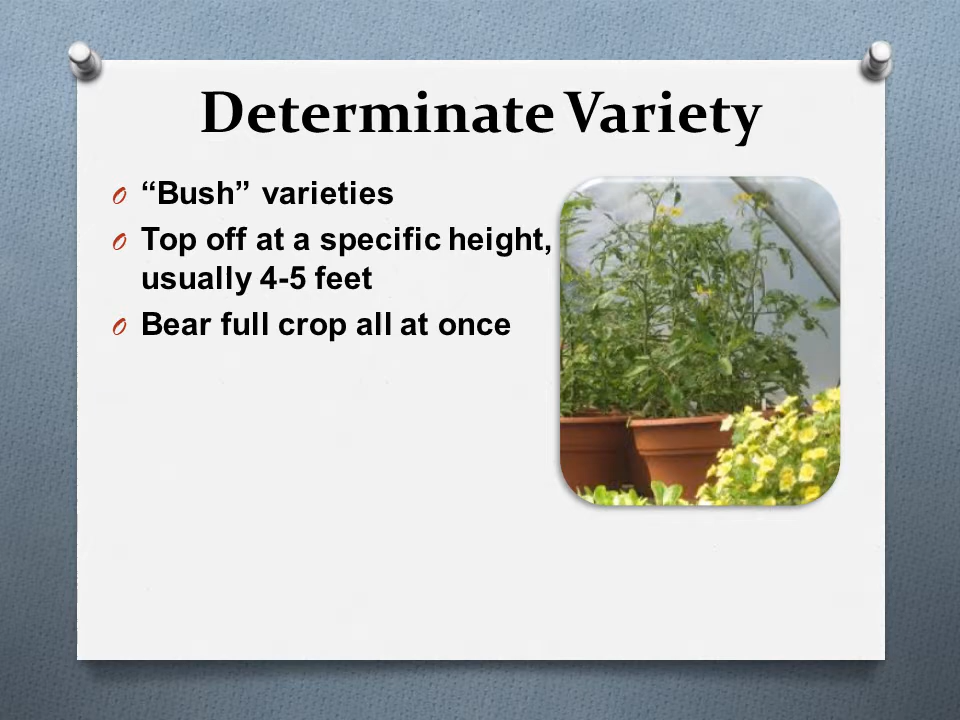 Determinate Variety
“Bush” varieties
Top off at a specific height,
usually 4-5 feet
Bear full crop all at once